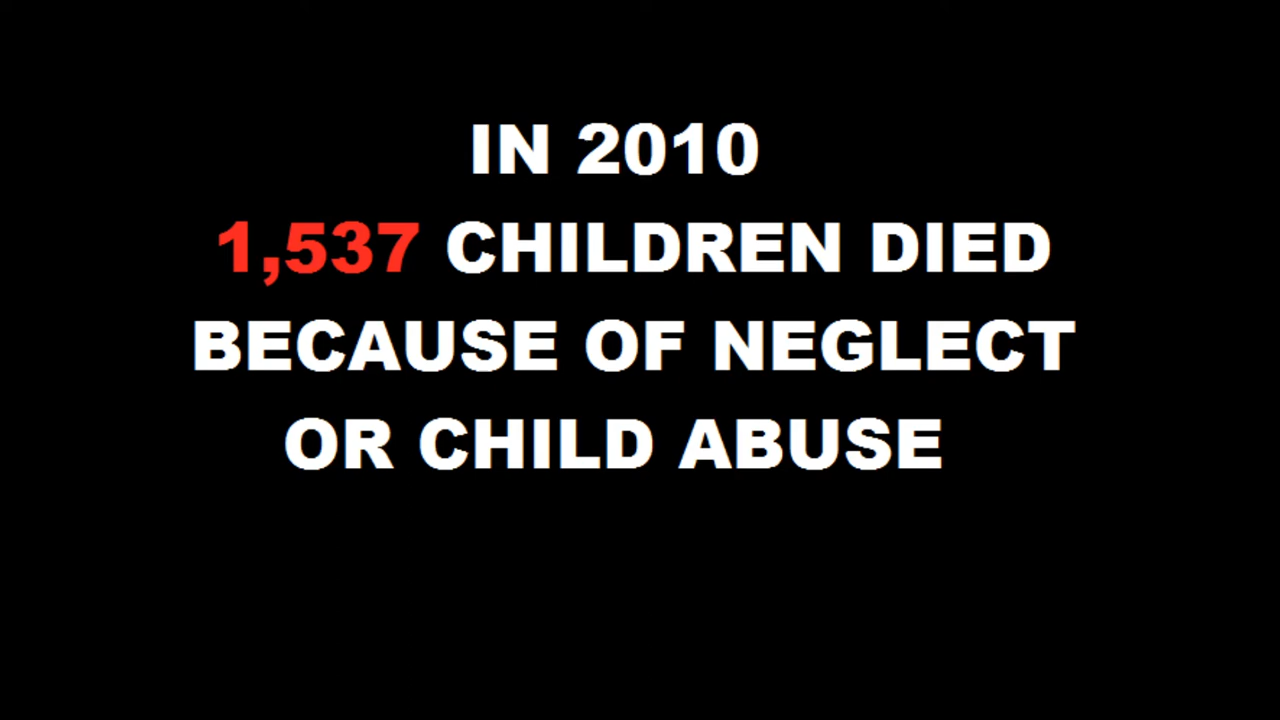 IN 2010
1,537 CHILDREN DIED
BECAUSE OF NEGLECT
OR CHILD ABUSE